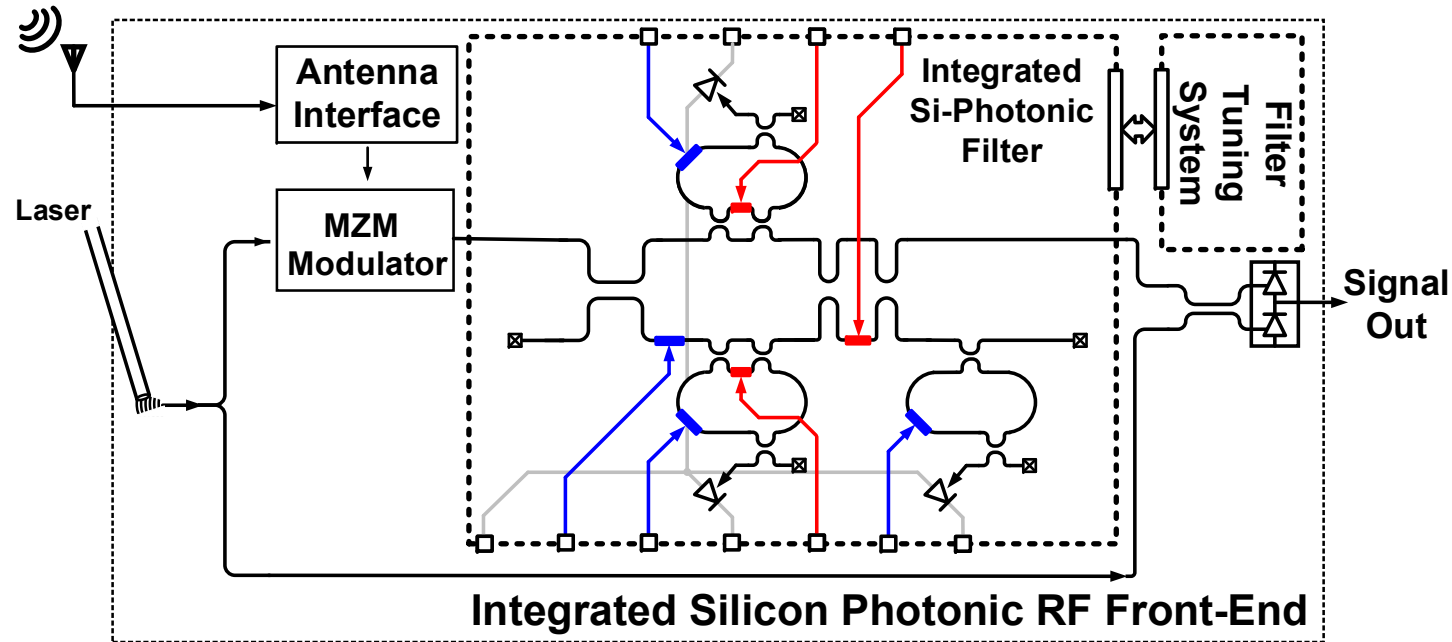 Antenna
Interface
Integrated
Si-Photonic
Filter
Filter
Tuning
System
Laser
MZM
Modulator
Signal
Out
Integrated Silicon Photonic RF Front-End